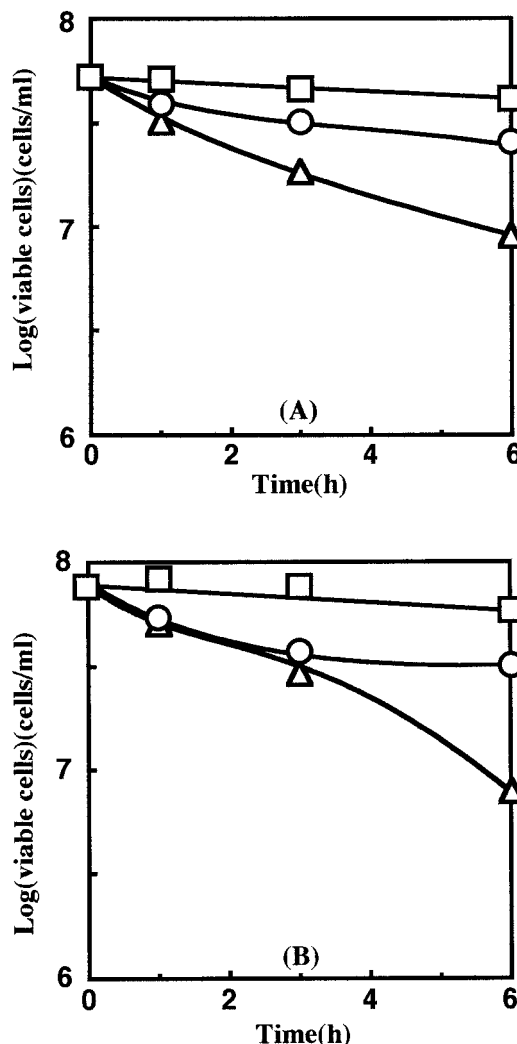 8
7
6
Log(viable cells)(cells/ml)
(A)
0 2 4 6
Time(h)
8
7
6
Log(viable cells)(cells/ml)
(B)
0 2 4 6
Time(h)